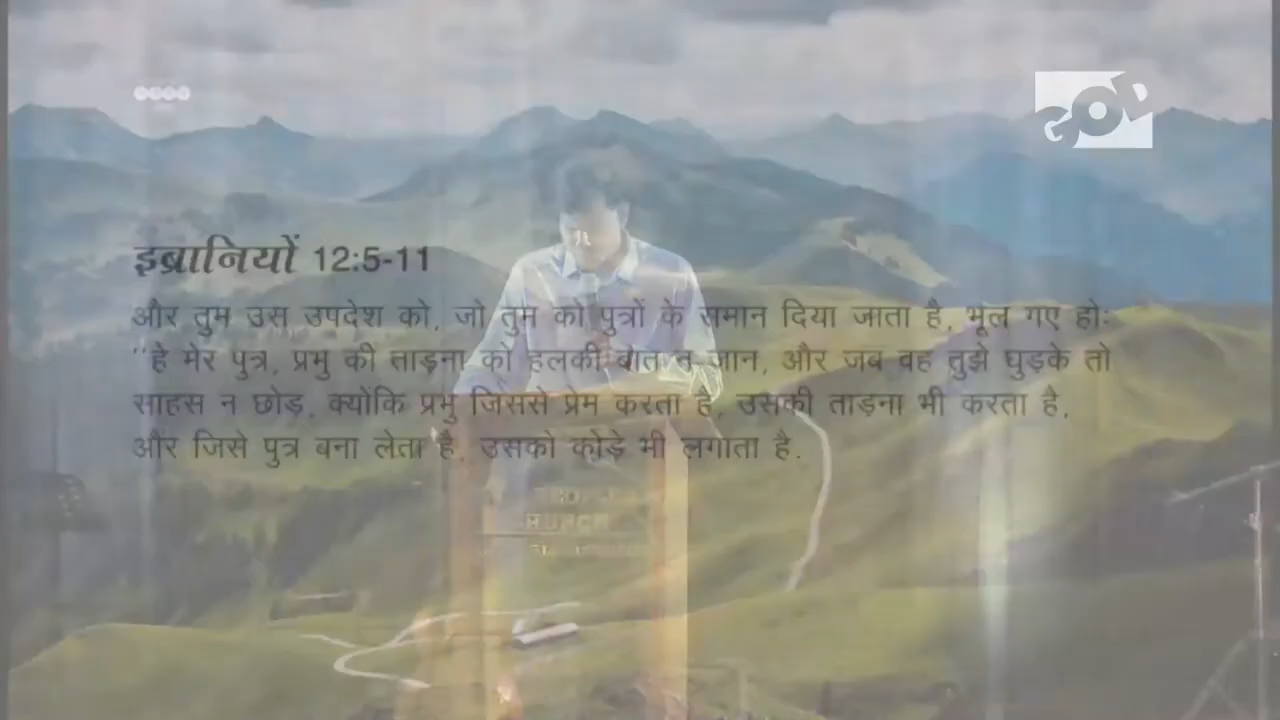 GOD
इब्रानियों 12:5-11
और तुम उस उपदेश को, जो तुम को पुत्रों के समान दिया जाता है, भूल गए हो:
"हे मेरे पुत्र, प्रभु की ताड़ना को हलकी बात न जान, और जब वह तुझे घुड़के तो
साहस न छोड़, क्योंकि प्रभु जिससे प्रेम करता है, उसकी ताड़ना भी करता है,
और जिसे पुत्र बना लेता है, उसको कोड़े भी लगाता है.